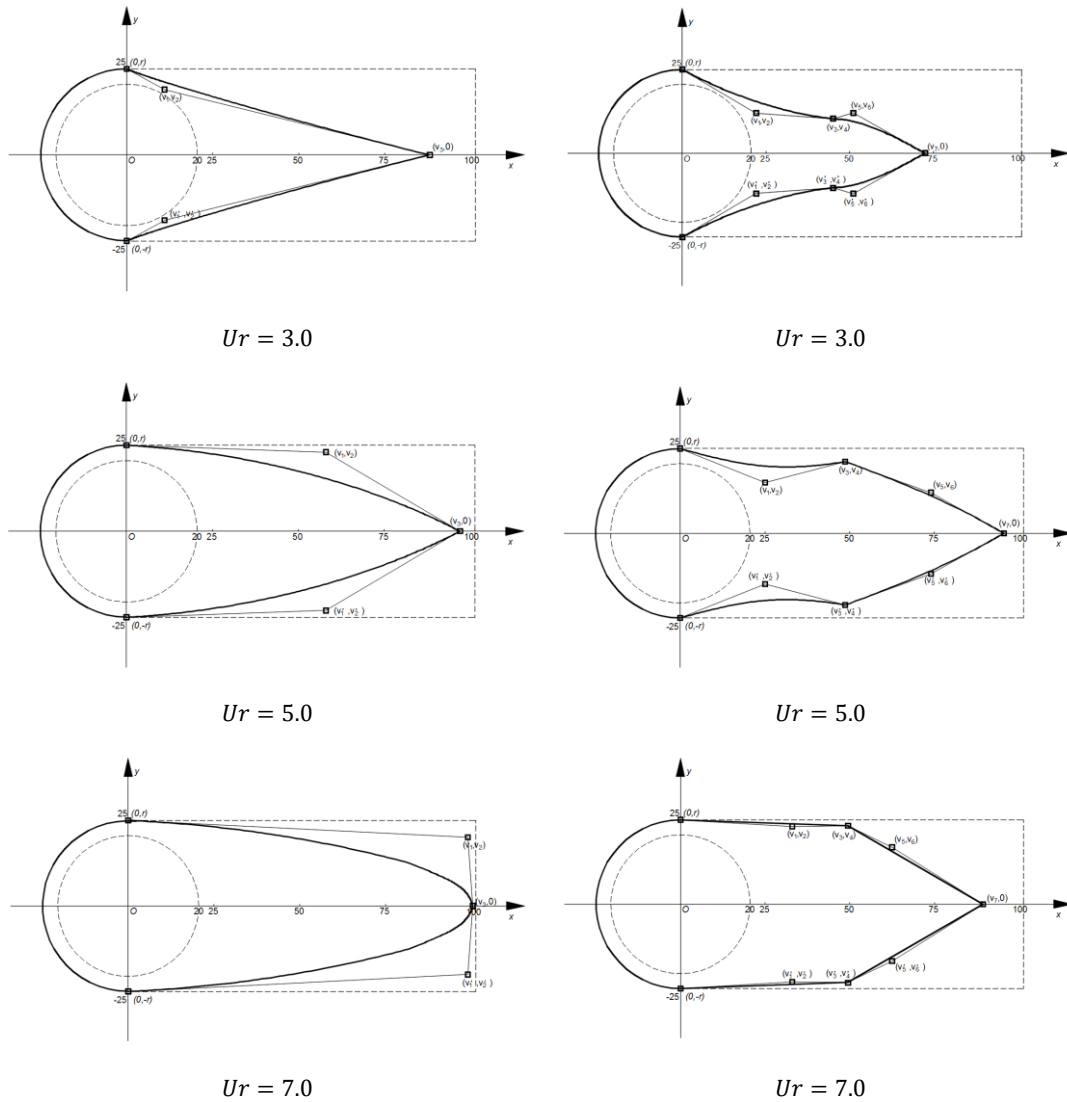 y
25 (0,r)
(v1,v2)
(v3,0)
O 20 25 50 75 100 x
(v1' ,v2' )
-25 (0,-r)
y
25 (0,r)
(v1,v2) (v3,v4) (v5,v6)
(v7,0)
O 20 25 50 75 100 x
(v1' ,v2' ) (v3' ,v4' ) (v5' ,v6' )
-25 (0,-r)
Ur = 3.0
Ur = 3.0
y
25 (0,r)
(v1,v2)
(v3,0)
O 20 25 50 75 100 x
(v1' ,v2' )
-25 (0,-r)
y
25 (0,r)
(v1,v2) (v3,v4) (v5,v6)
(v7,0)
O 20 25 50 75 100 x
(v1' ,v2' ) (v3' ,v4' ) (v5' ,v6' )
-25 (0,-r)
Ur = 5.0
Ur = 5.0
y
25 (0,r)
(v1,v2)
(v3,0)
O 20 25 50 75 100 x
(v1' ,v2' )
-25 (0,-r)
y
25 (0,r)
(v1,v2) (v3,v4) (v5,v6)
(v7,0)
O 20 25 50 75 100 x
(v1' ,v2' ) (v3' ,v4' ) (v5' ,v6' )
-25 (0,-r)
Ur = 7.0
Ur = 7.0